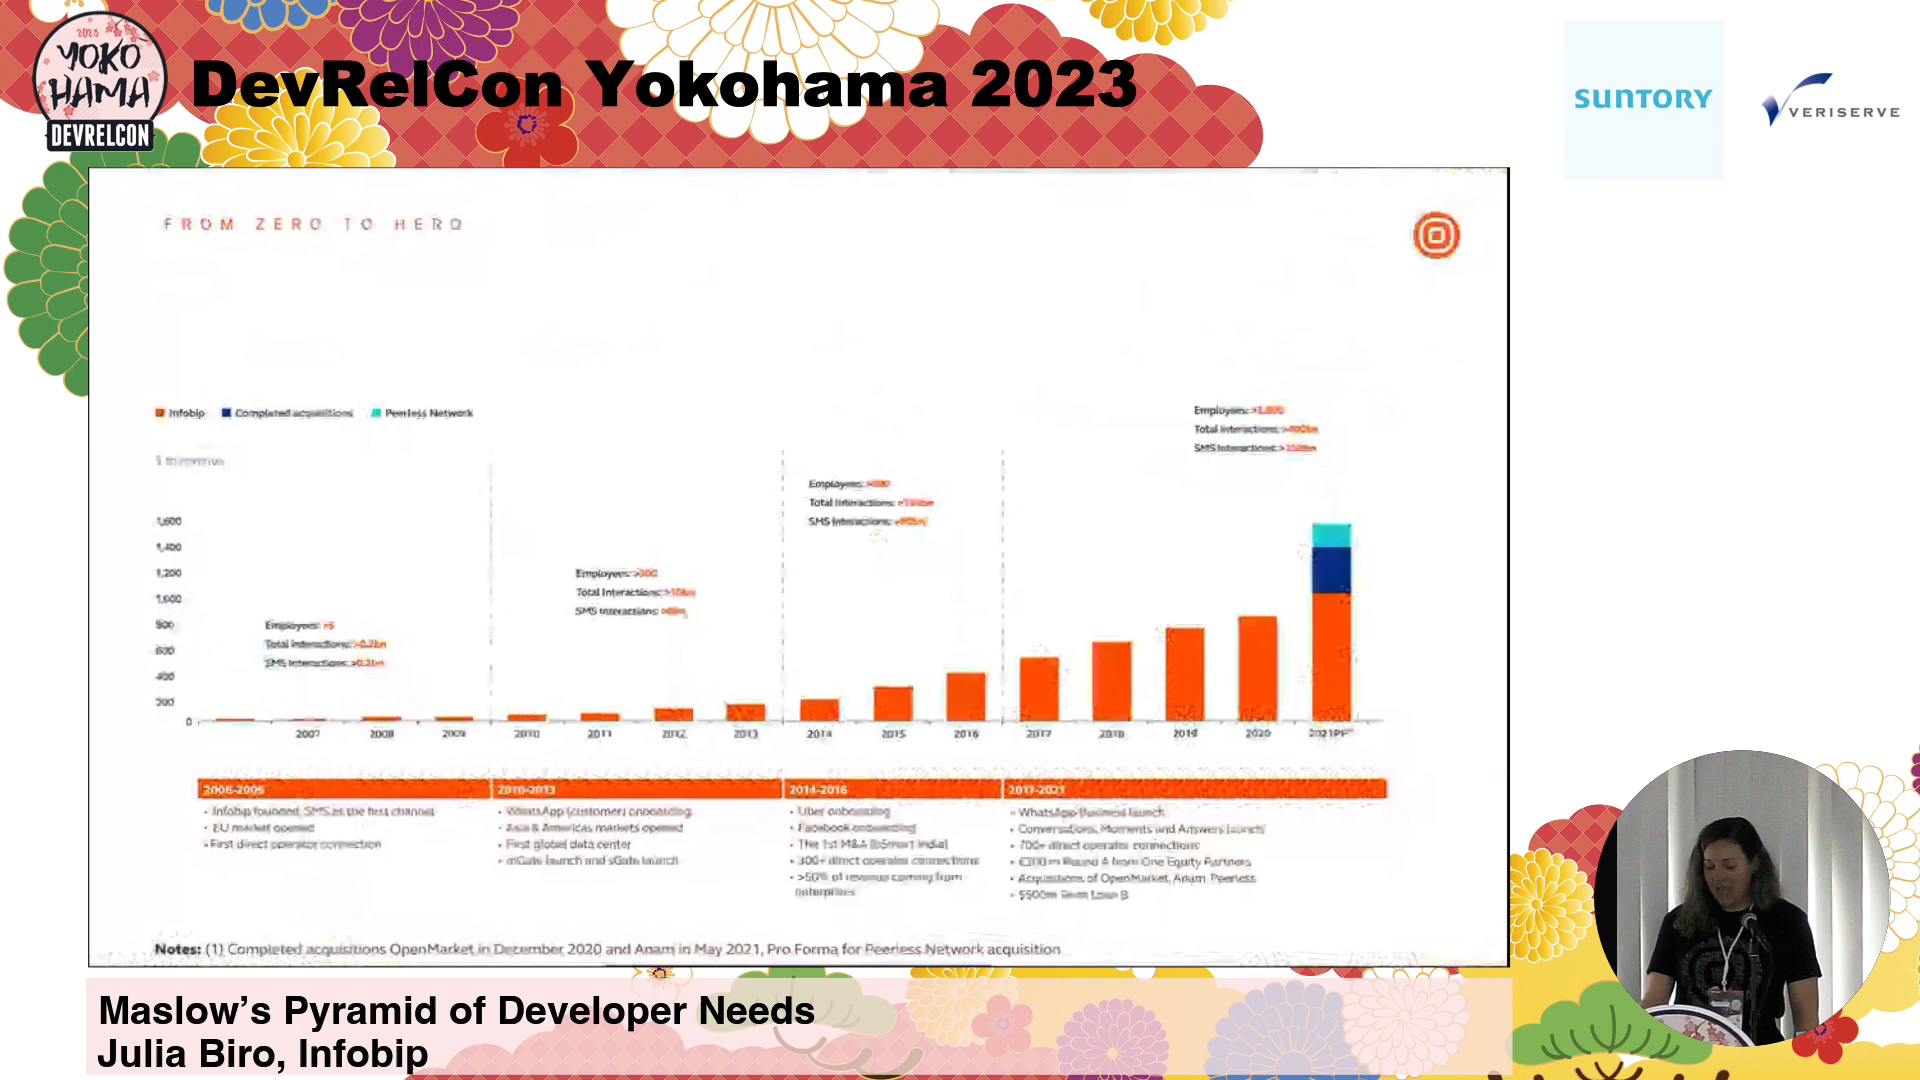 2023
YOKO
HAMA
DEVRELCON
DevRelCon Yokohama 2023
SUNTORY
VERISERVE
FROM ZERO TO HERO
Infobip Completed acquisitions Peerless Network
$ m revenue
Employees:
Total Interactions:
SMS Interactions:
Employees:
Total Interactions:
SMS Interactions:
Employees:
Total Interactions:
SMS Interactions:
Employees: >5
Total Interactions: >0.2bn
SMS Interactions: >0.2bn
1,600
1,400
1,200
1,000
800
600
400
200
0
2007 2008 2009 2010 2011 2012 2013 2014 2015 2016 2017 2018 2019 2020 2021PF
2006-2009
• Infobip founded, SMS as the first channel
• EU market opened
• First direct operator connection
2010-2013
• WhatsApp (customer) onboarding
• Asia & Americas markets opened
• First global data center
• mGate launch and sGate launch
2014-2016
• Uber onboarding
• Facebook onboarding
• The 1st M&A
• 300+ direct operator connections
• >50% of revenue coming from
enterprises
2017-2021
• WhatsApp Business launch
• Conversations, Moments and Answers launch
• 700+ direct operator connections
• €200m Round A from One Equity Partners
• Acquisitions of OpenMarket, Anam, Peerless
• $500m Term Loan B
Notes: (1) Completed acquisitions OpenMarket in December 2020 and Anam in May 2021, Pro Forma for Peerless Network acquisition
Maslow’s Pyramid of Developer Needs
Julia Biro, Infobip